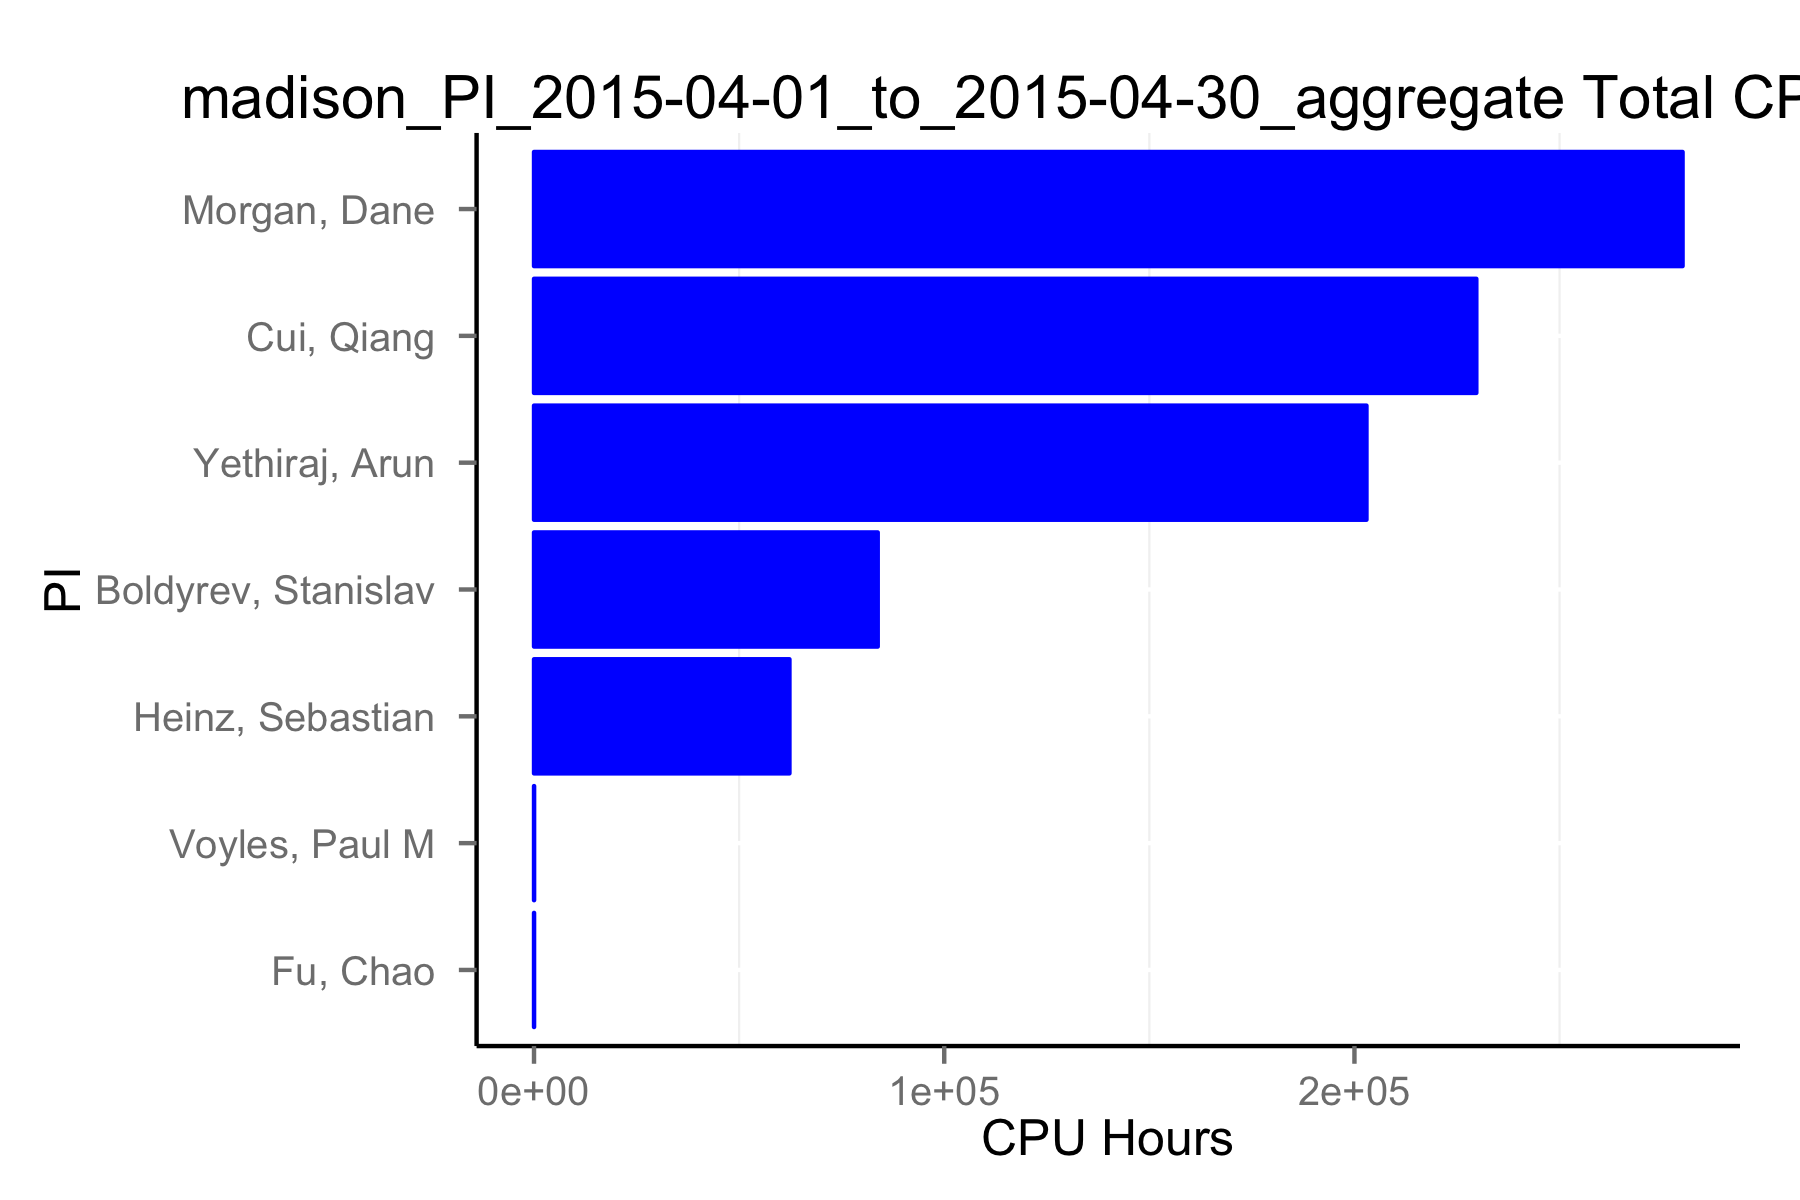 madison_PI_2015-04-01_to_2015-04-30_aggregate Total CP
Morgan, Dane
Cui, Qiang
Yethiraj, Arun
PI
Boldyrev, Stanislav
Heinz, Sebastian
Voyles, Paul M
Fu, Chao
0e+00 1e+05 2e+05
CPU Hours